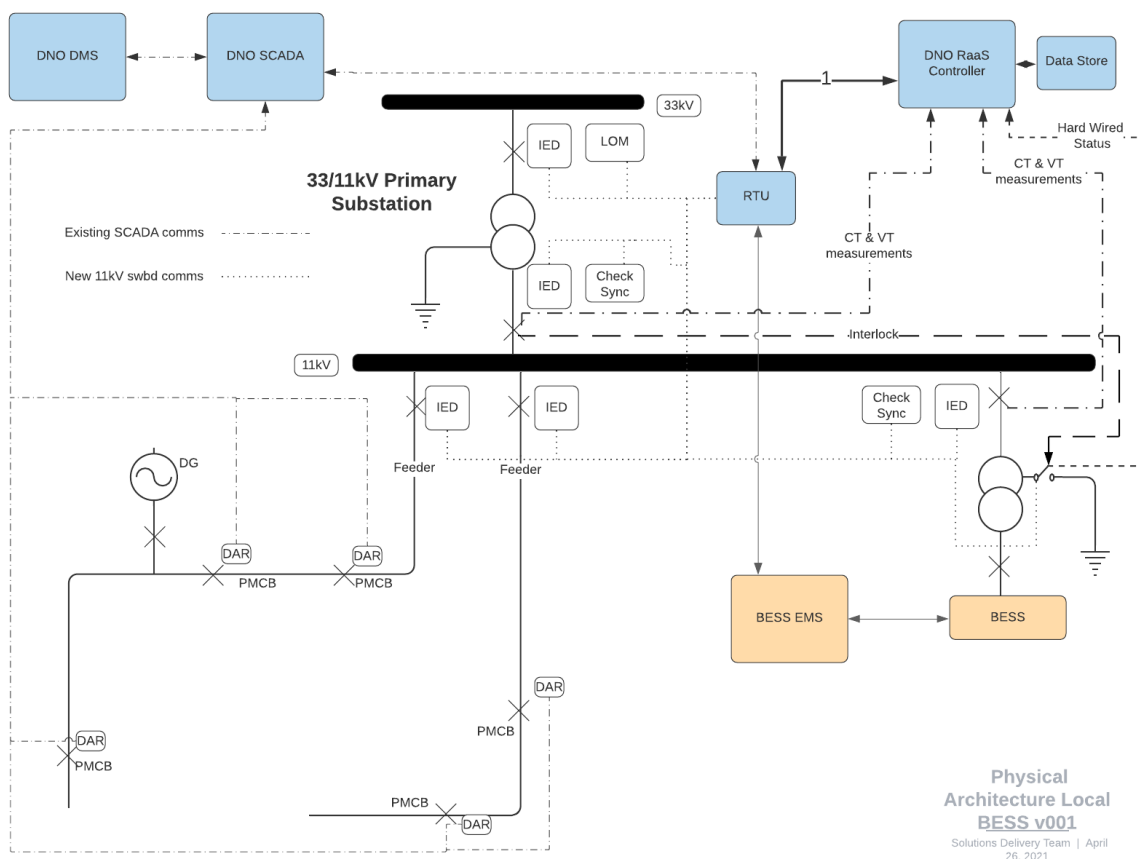 DNO DMS
DNO SCADA
DNO RaaS
Controller
Data Store
1
33kV
Hard Wired
Status
IED
LOM
CT & VT
measurements
33/11kV Primary
Substation
RTU
Existing SCADA comms
CT & VT
measurements
New 11kV swbd comms
IED
Check
Sync
Interlock
11kV
IED
IED
Check
Sync
IED
Feeder
Feeder
DG
DAR
DAR
PMCB
PMCB
BESS EMS
BESS
DAR
PMCB
DAR
PMCB
PMCB
DAR
Physical
Architecture Local
BESS v001
Solutions Delivery Team | April
26, 2021